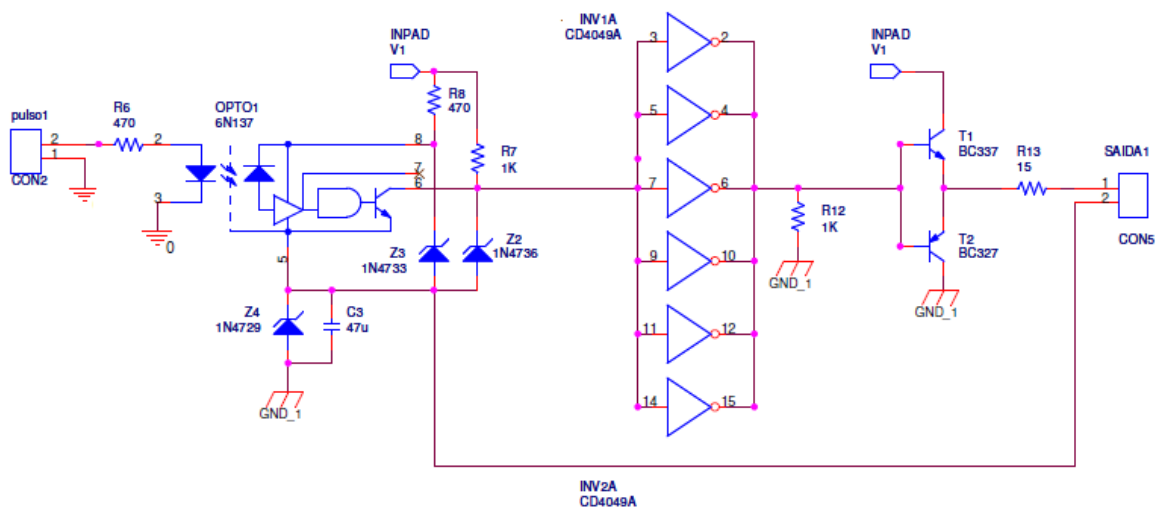 INV1A
CD4049A
INPAD
V1
INPAD
V1
3
2
R8
470
pulso1
R6
470
OPTO1
6N137
5
4
2
1
2
8
T1
BC337
CON2
7
R7
1K
R13
15
SAIDA1
6
7
6
1
2
3
R12
1K
0
Z3
1N4733
Z2
1N4736
T2
BC327
CON5
5
9
10
GND_1
GND_1
Z4
1N4729
C3
47u
11
12
GND_1
14
15
INV2A
CD4049A